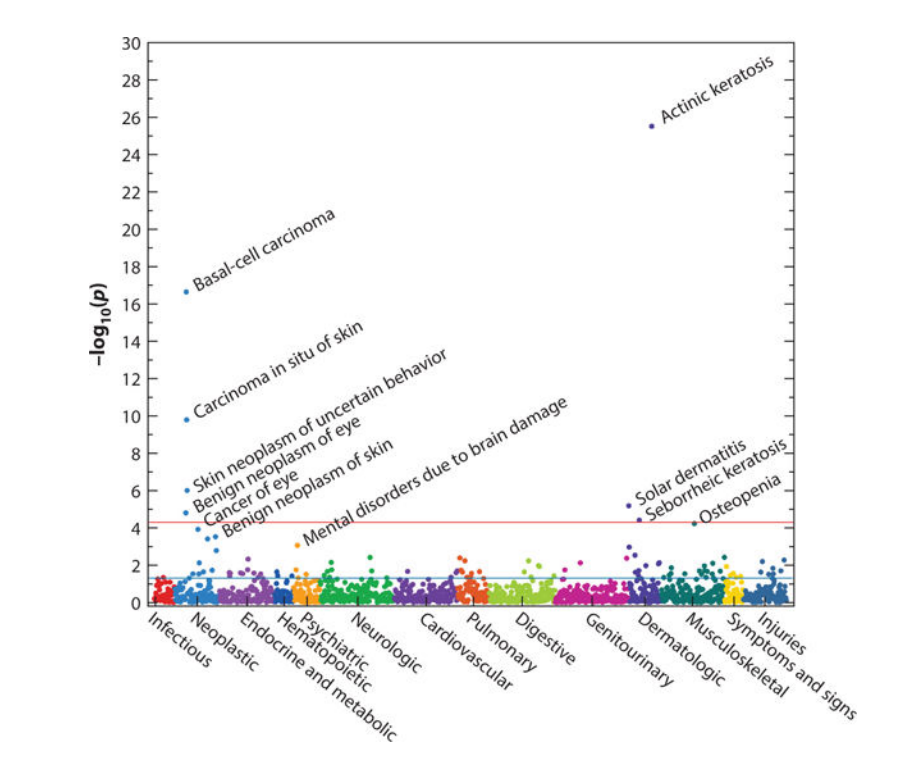 30
28
26
24
22
20
18
16
14
12
10
8
6
4
2
0
–log10(p)
Actinic keratosis
Basal-cell carcinoma
Carcinoma in situ of skin
Skin neoplasm of uncertain behavior
Benign neoplasm of eye
Cancer of eye
Benign neoplasm of skin
Mental disorders due to brain damage
Solar dermatitis
Seborrheic keratosis
Osteopenia
Infectious
Neoplastic
Endocrine and metabolic
Hematopoietic
Psychiatric
Neurologic
Cardiovascular
Pulmonary
Digestive
Genitourinary
Dermatologic
Musculoskeletal
Symptoms and signs
Injuries